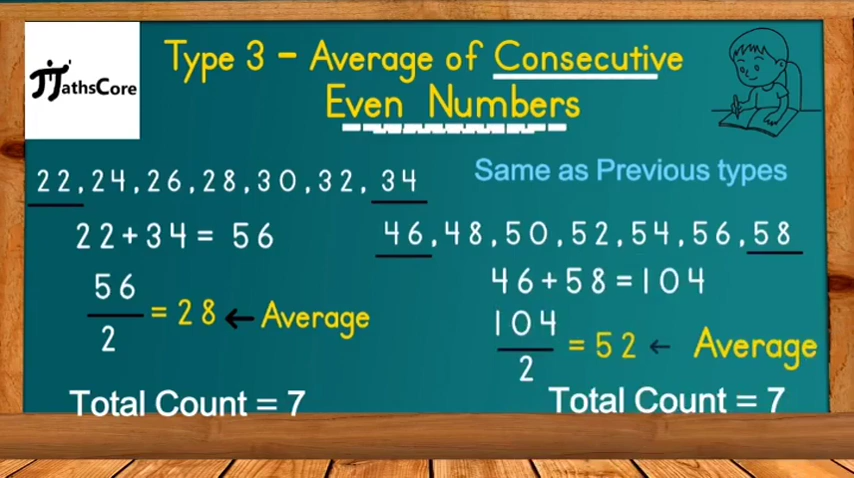 MathsCore
Type 3 – Average of Consecutive
Even Numbers
22,24,26,28,30,32,34
22+34= 56
56
2
=28 ← Average
Total Count = 7
Same as Previous types
46,48,50,52,54,56,58
46+58=104
104
2
=52 ← Average
Total Count = 7